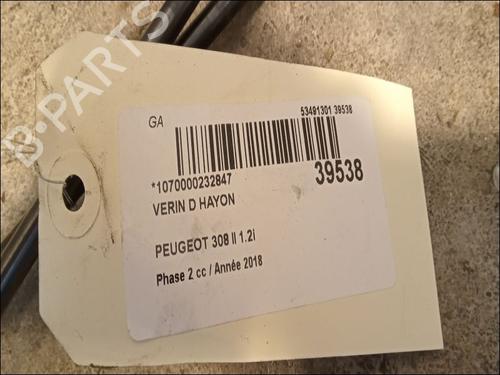 B-PARTS
GA
53491301 39538
*1070000232847
39538
VERIN D HAYON
PEUGEOT 308 II 1.2i
Phase 2 cc / Année 2018